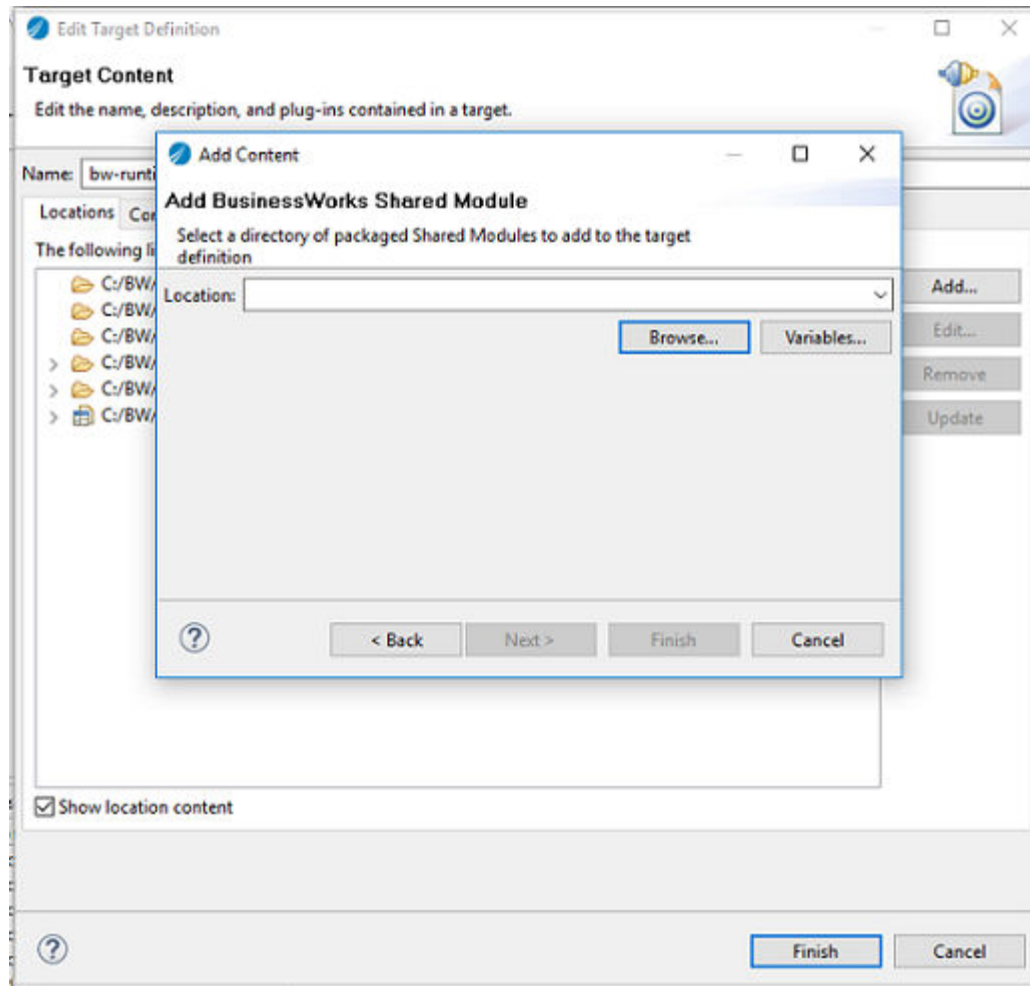 Edit Target Definition
Target Content
Edit the name, description, and plug-ins contained in a target.
Add Content
Name: bw-runti
Add BusinessWorks Shared Module
Locations Con
Select a directory of packaged Shared Modules to add to the target
definition
The following li
C:/BW/
Location:
Add...
C:/BW/
C:/BW/
Browse... Variables...
Edit...
C:/BW/
Remove
C:/BW/
C:/BW/
Update
?
< Back Next > Finish Cancel
Show location content
?
Finish Cancel